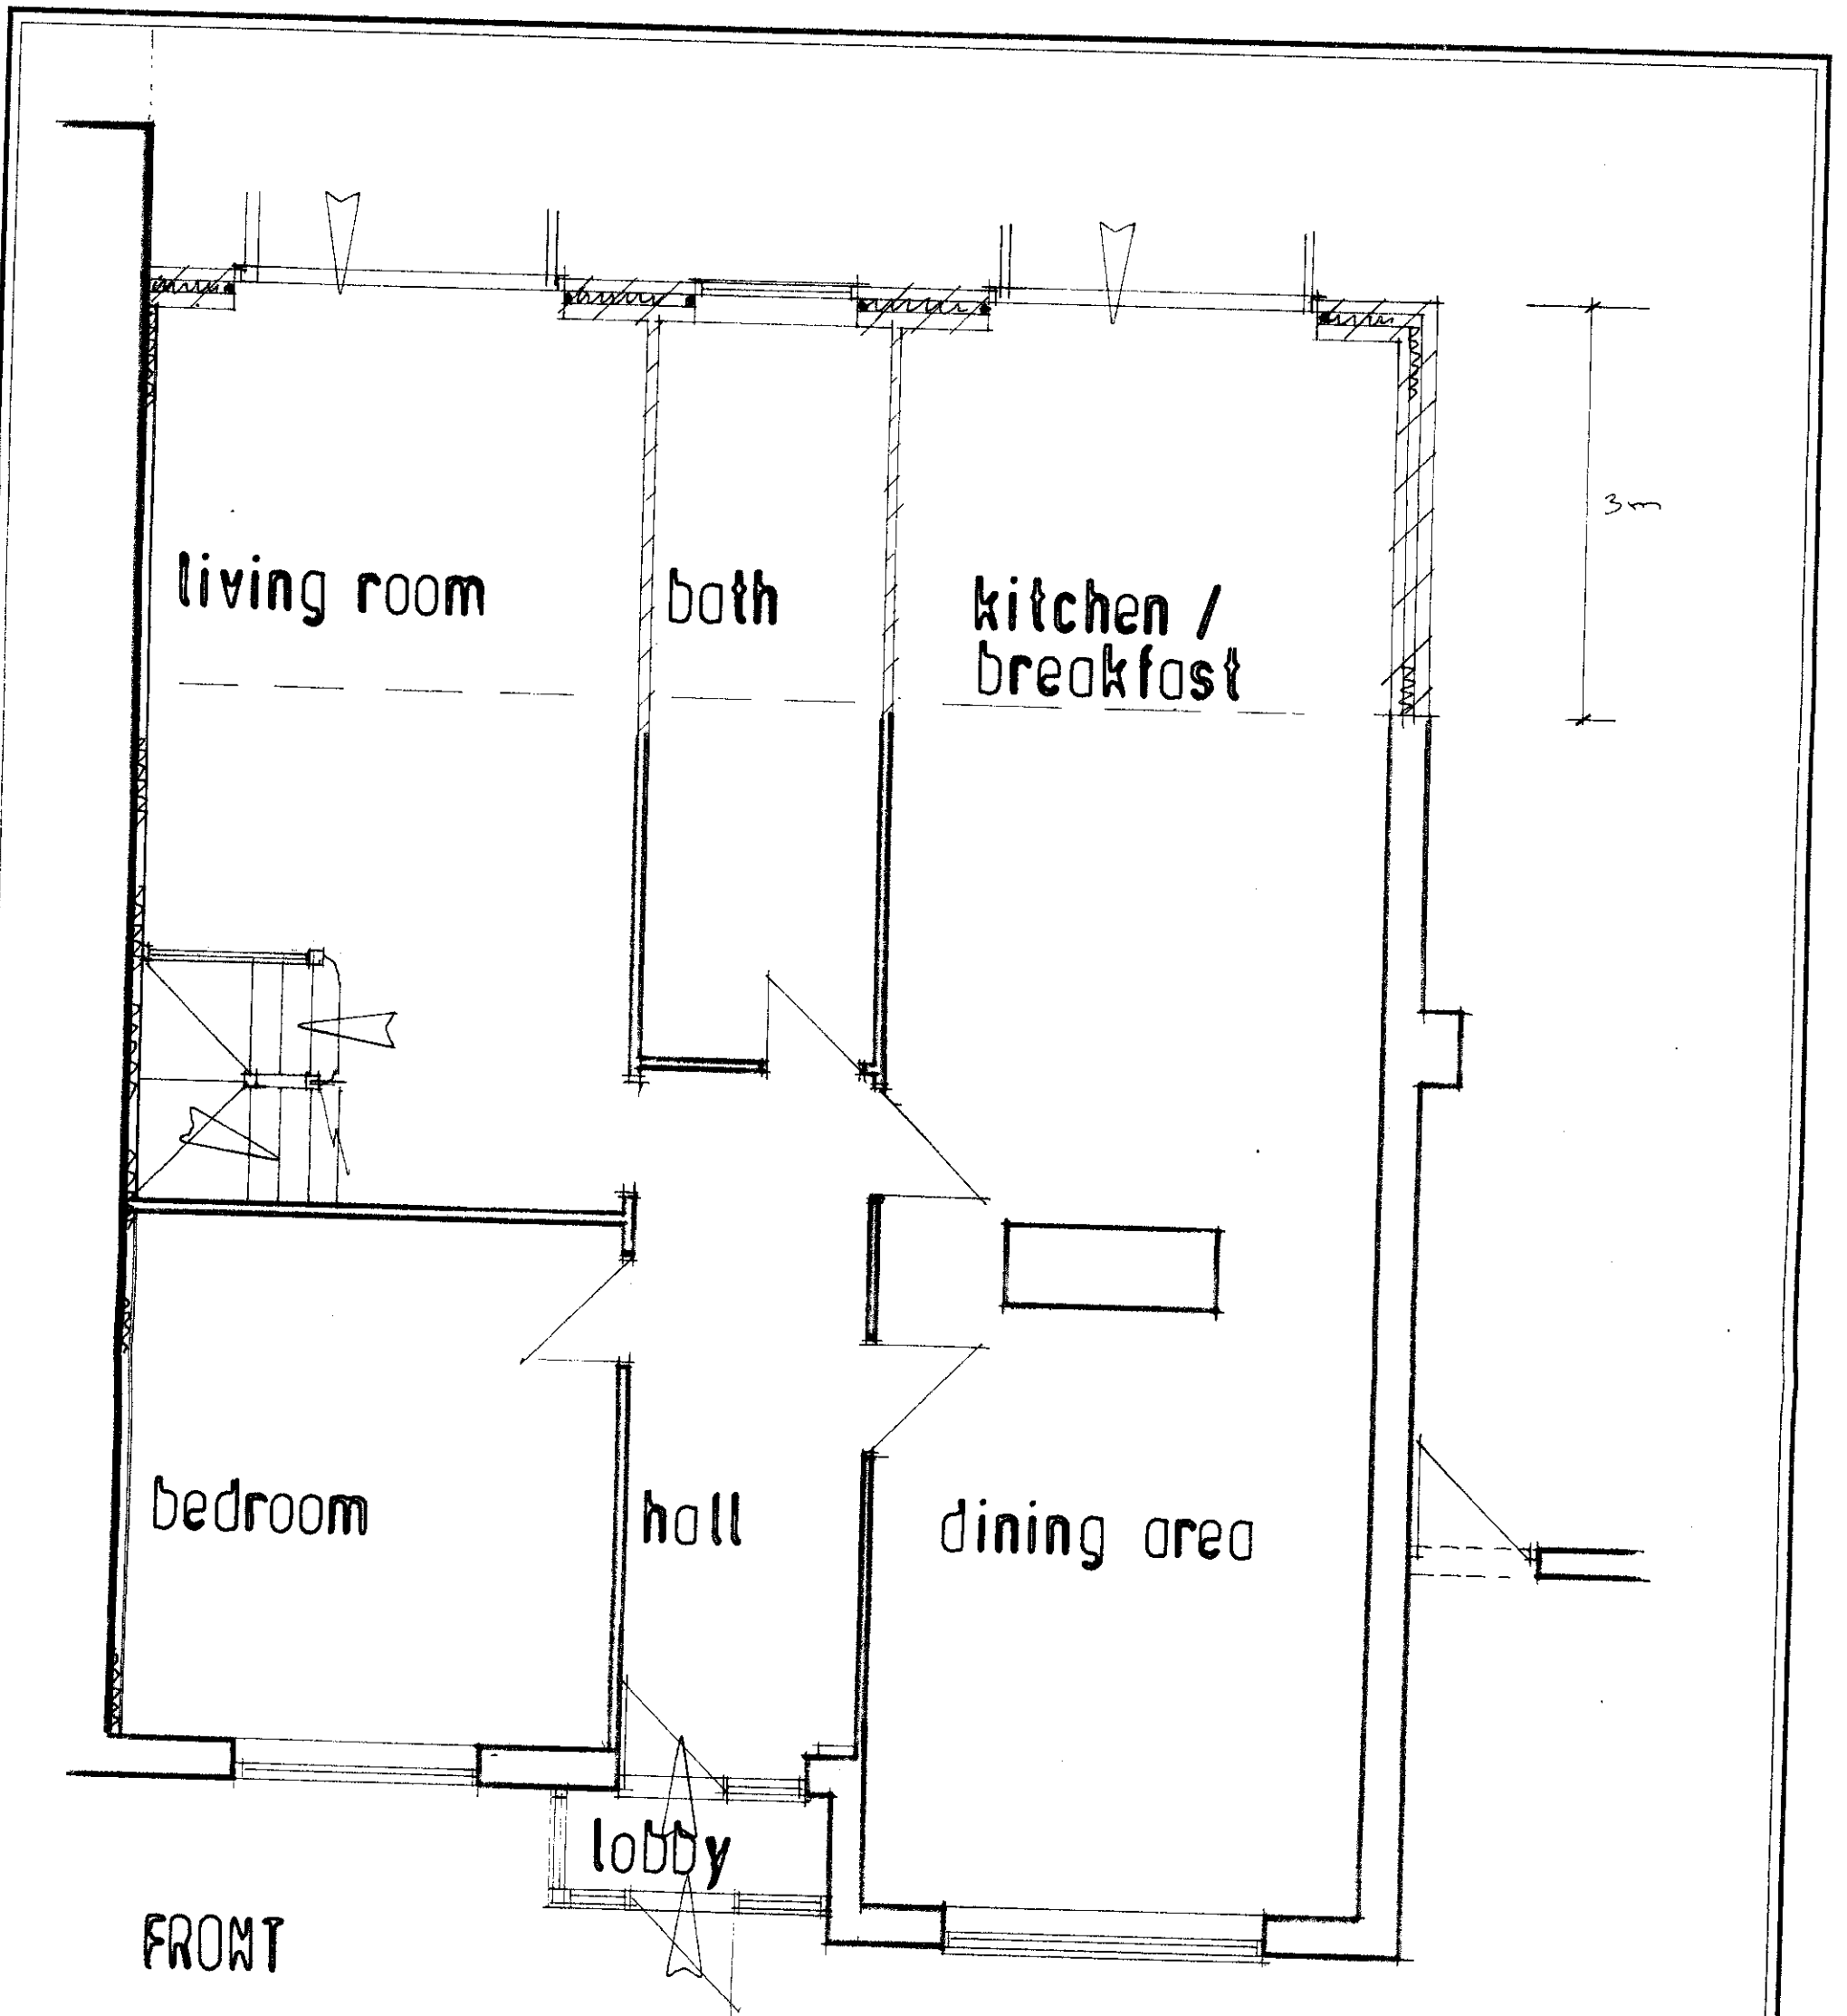 3m
living room
bath
kitchen /
breakfast
bedroom
hall
dining area
lobby
FRONT